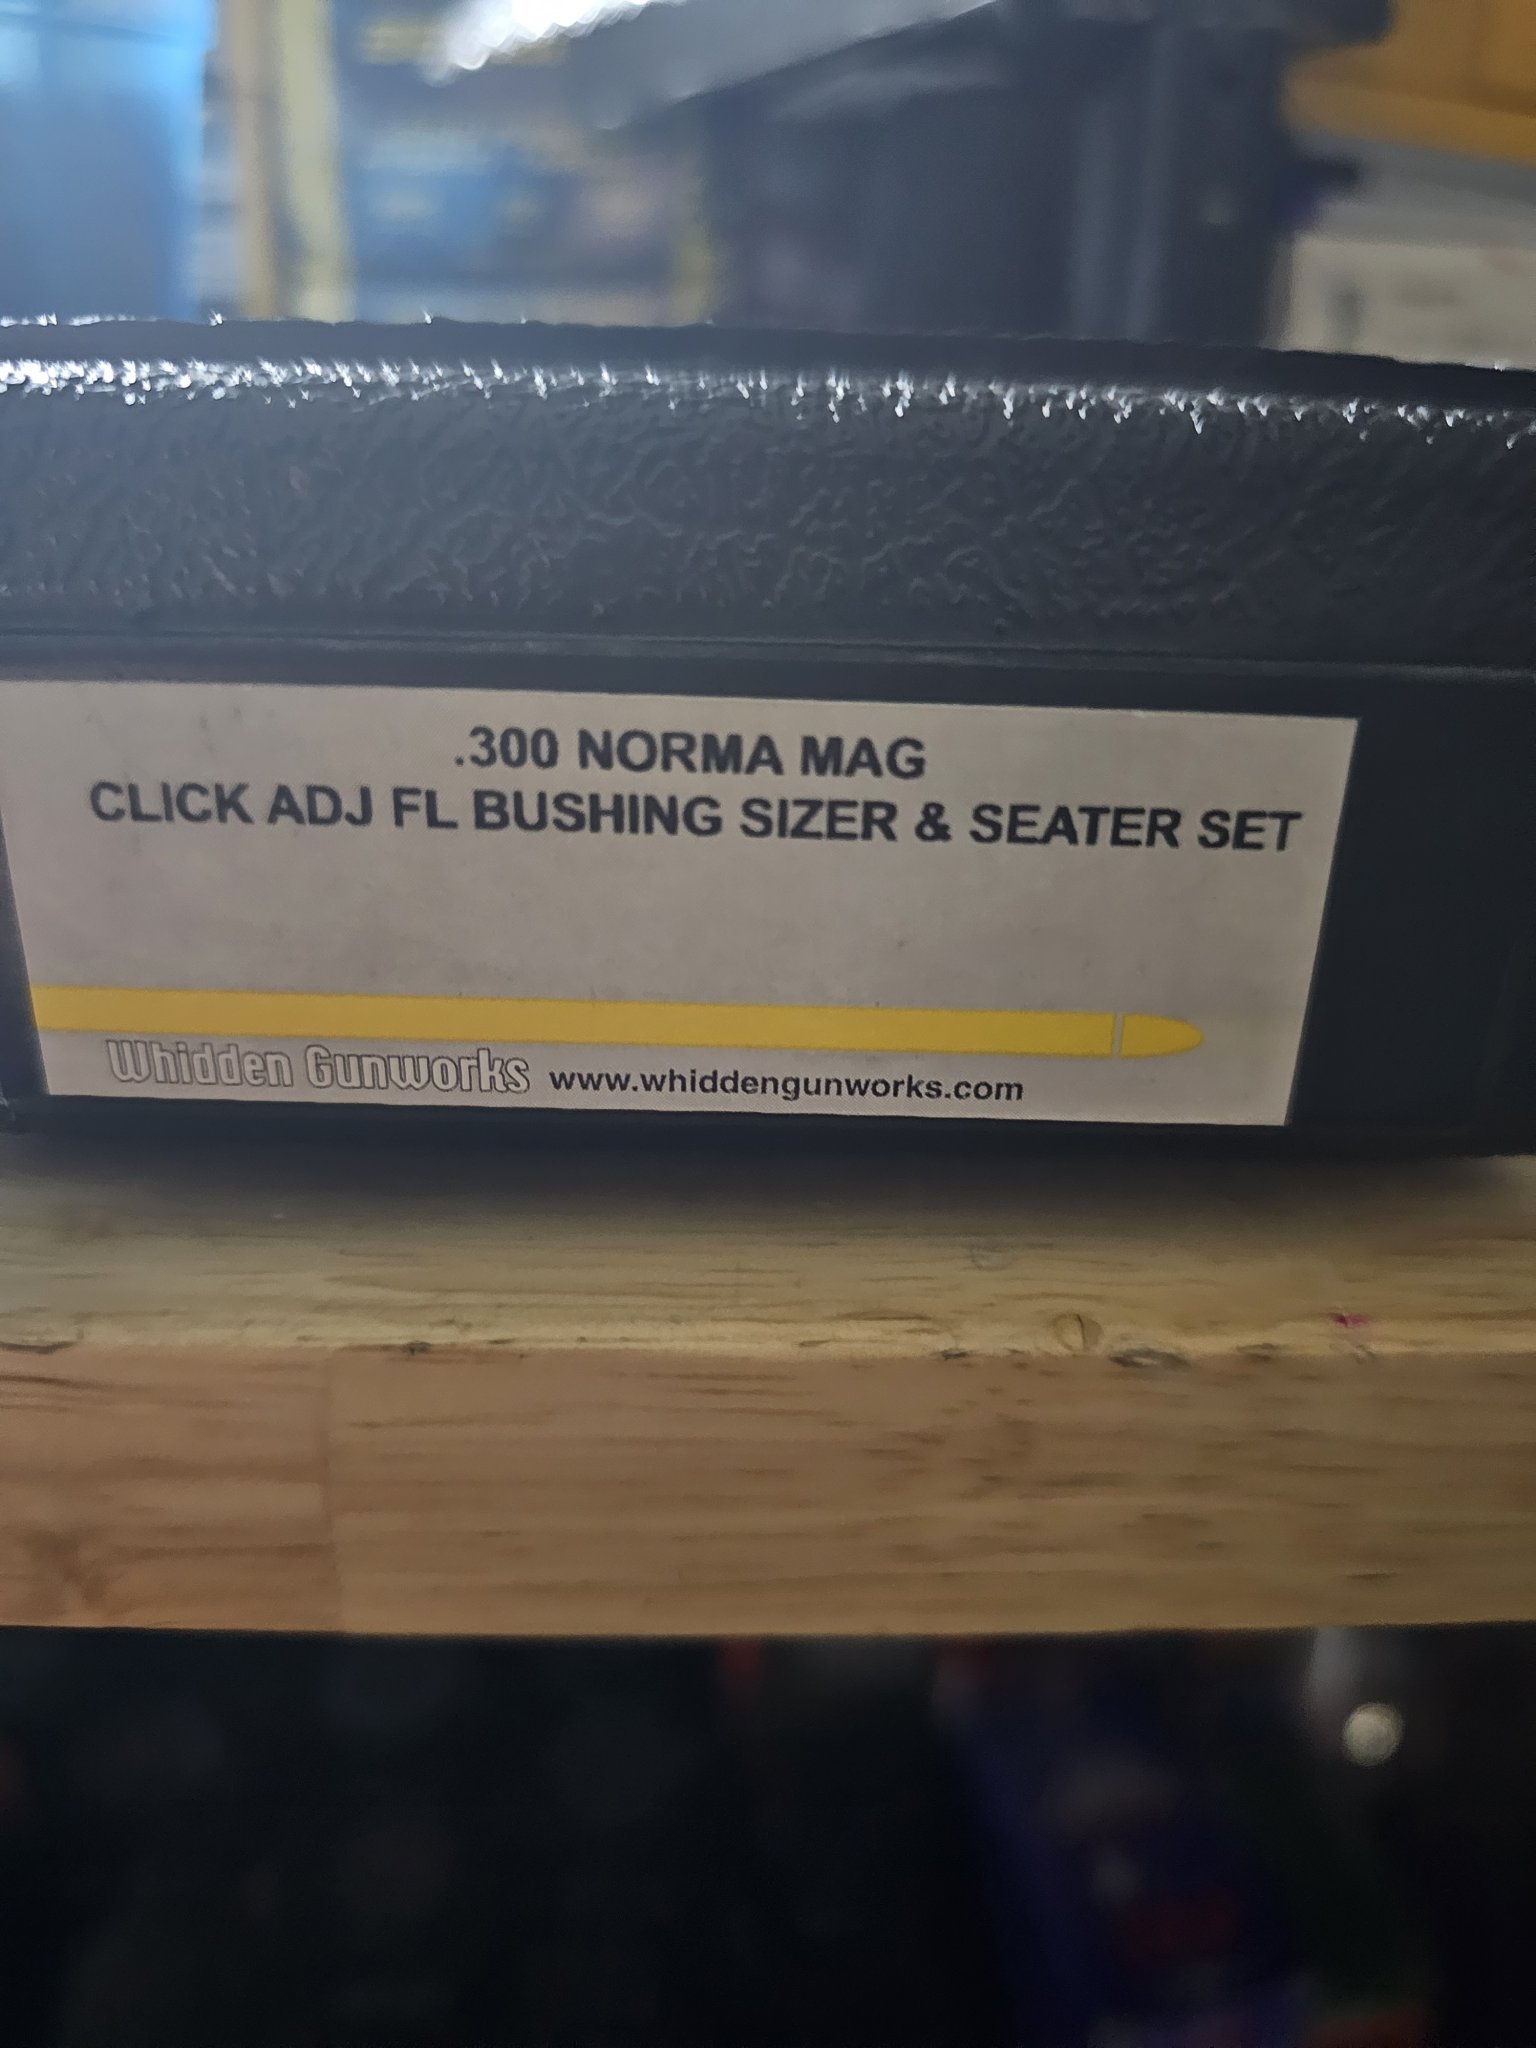 .300 NORMA MAG
CLICK ADJ FL BUSHING SIZER & SEATER SET
Whidden Gunworks www.whiddengunworks.com